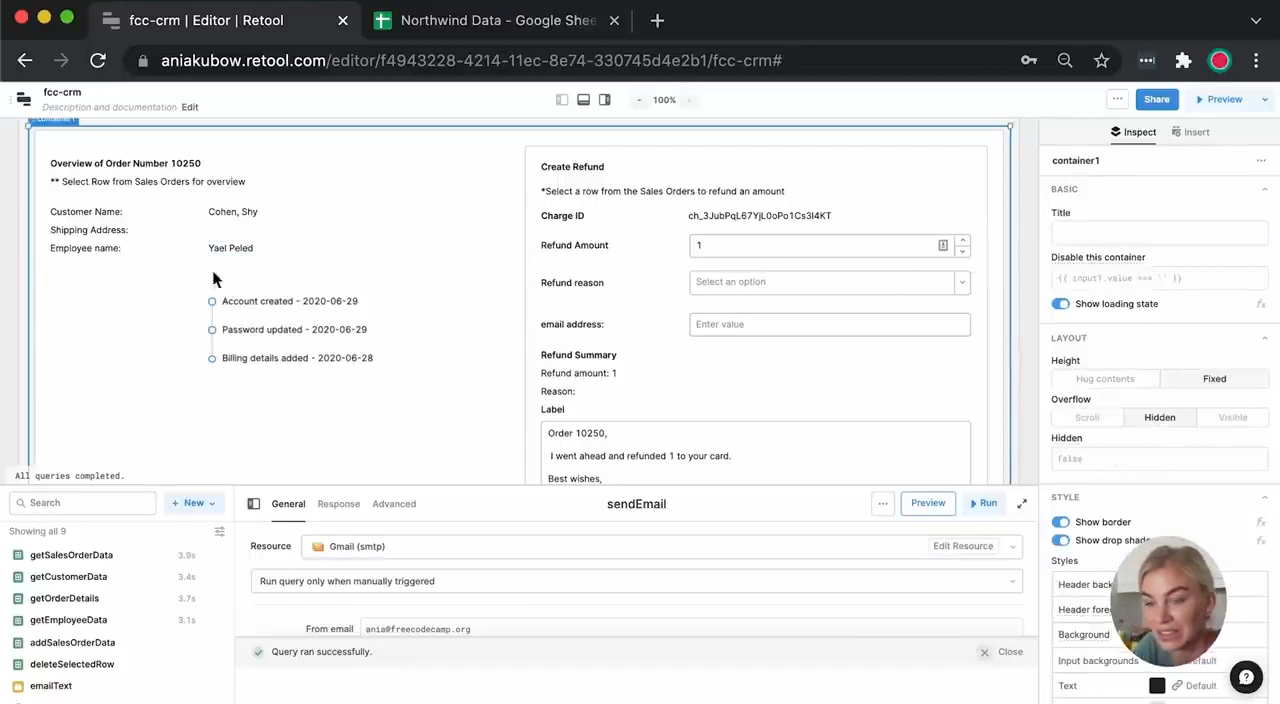 fcc-crm | Editor | Retool
Northwind Data - Google Shee
aniakubow.retool.com/editor/f4943228-4214-11ec-8e74-330745d4e2b1/fcc-crm#
fcc-crm
Description and documentation Edit
100%
Share
Preview
Inspect
Insert
container1
Overview of Order Number 10250
** Select Row from Sales Orders for overview
Customer Name: Cohen, Shy
Shipping Address:
Employee name: Yael Peled
Account created - 2020-06-29
Password updated - 2020-06-29
Billing details added - 2020-06-28
Create Refund
*Select a row from the Sales Orders to refund an amount
Charge ID ch_3JubPqL67YjL0oPo1Cs3I4KT
Refund Amount 1
Refund reason Select an option
email address: Enter value
Refund Summary
Refund amount: 1
Reason:
Label
Order 10250,
I went ahead and refunded 1 to your card.
Best wishes,
BASIC
Title
Disable this container
{{ input1.value === '' }}
Show loading state
LAYOUT
Height
Hug contents Fixed
Overflow
Scroll Hidden Visible
Hidden
false
STYLE
Show border
Show drop shad
Styles
Header back
Header fore
Background
Input backgrounds efault
Text Default
All queries completed.
Search
+ New
Showing all 9
getSalesOrderData 3.9s
getCustomerData 3.4s
getOrderDetails 3.7s
getEmployeeData 3.1s
addSalesOrderData
deleteSelectedRow
emailText
General Response Advanced
sendEmail
Preview
Run
Resource Gmail (smtp) Edit Resource
Run query only when manually triggered
From email ania@freecodecamp.org
Query ran successfully.
Close